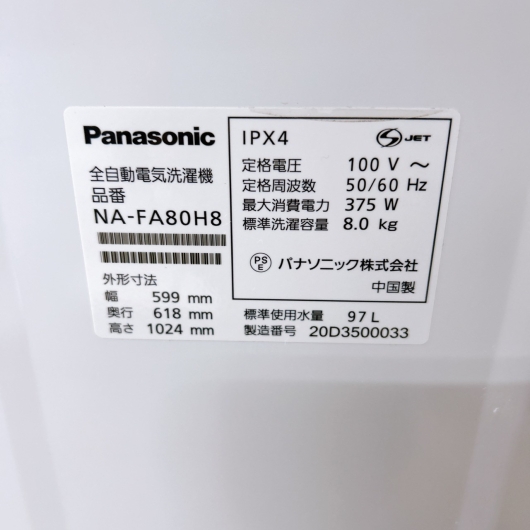 Panasonic
全自動電気洗濯機
品番
NA-FA80H8
外形寸法
幅 599 mm
奥行 618 mm
高さ 1024 mm
IPX4
S JET
定格電圧 100 V ～
定格周波数 50/60 Hz
最大消費電力 375 W
標準洗濯容量 8.0 kg
PSE パナソニック株式会社
中国製
標準使用水量 97 L
製造番号 20D3500033